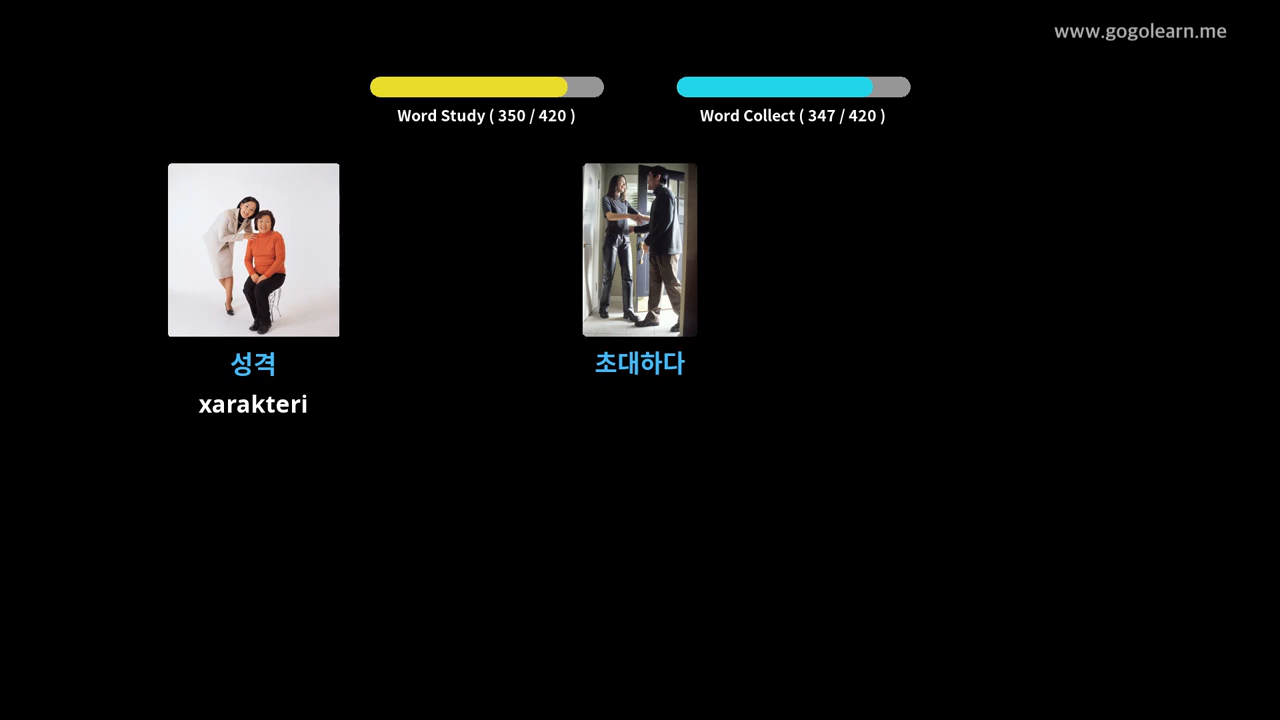 www.gogolearn.me
Word Study ( 350 / 420 )
Word Collect ( 347 / 420 )
성격
xarakteri
초대하다